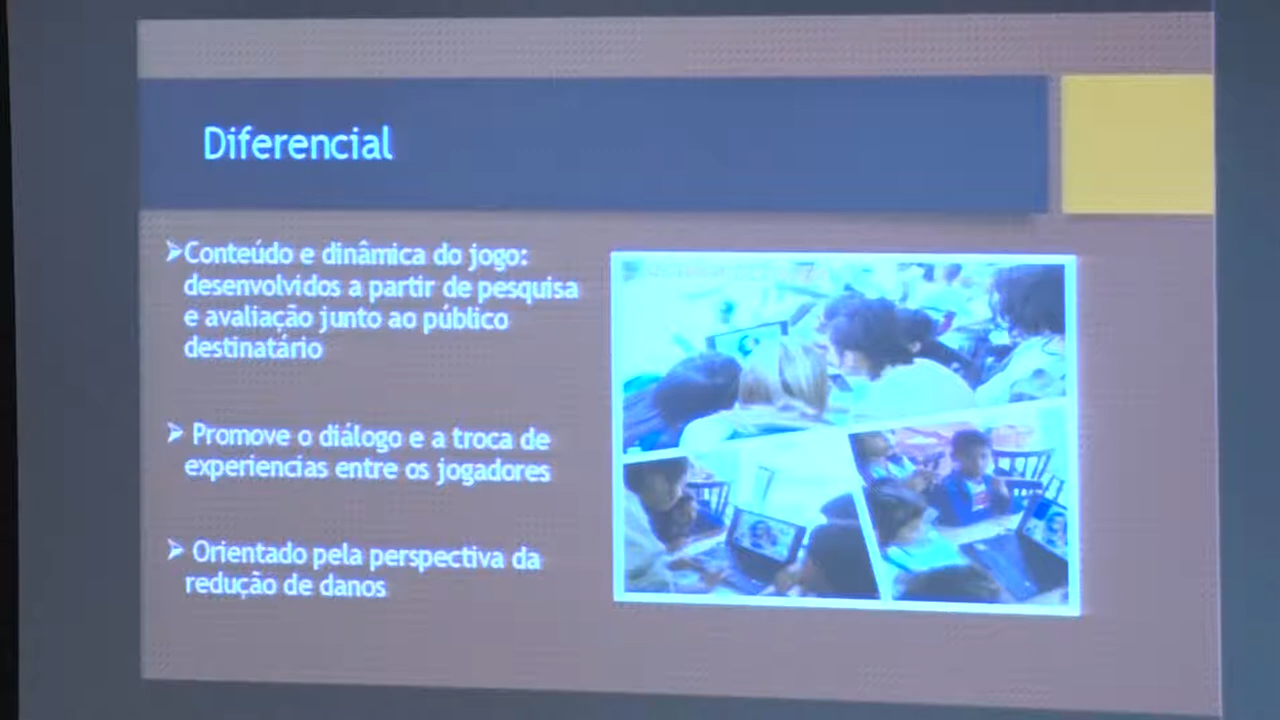 Diferencial
➢Conteúdo e dinâmica do jogo:
desenvolvidos a partir de pesquisa
e avaliação junto ao público
destinatário
➢ Promove o diálogo e a troca de
experiencias entre os jogadores
➢ Orientado pela perspectiva da
redução de danos